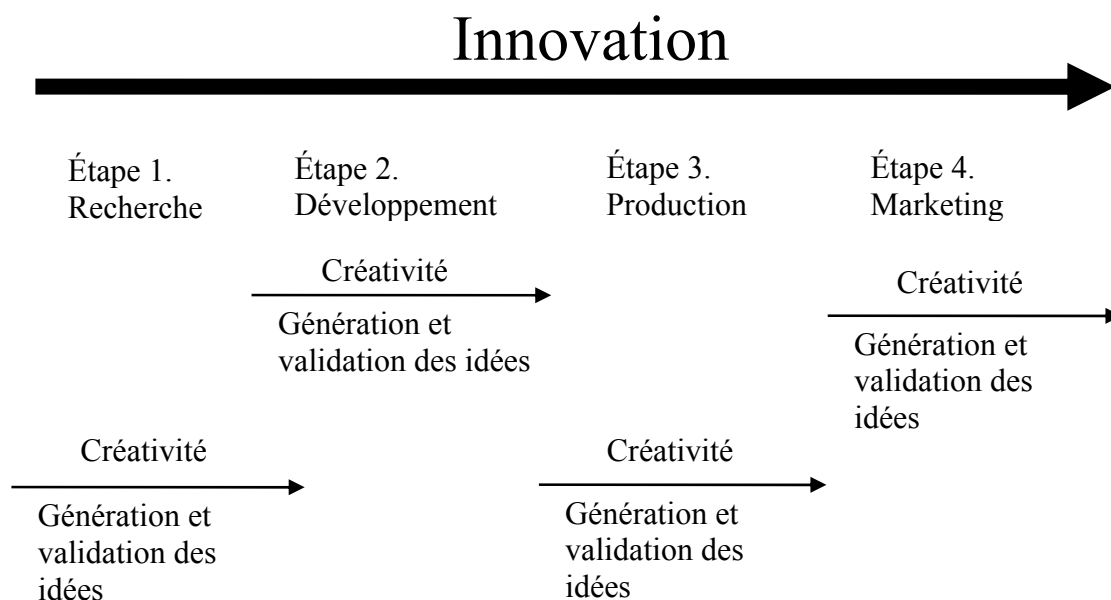 Innovation
Étape 1.
Recherche
Étape 2.
Développement
Étape 3.
Production
Étape 4.
Marketing
Créativité
Génération et
validation des idées
Créativité
Génération et
validation des
idées
Créativité
Génération et
validation des
idées
Créativité
Génération et
validation des
idées